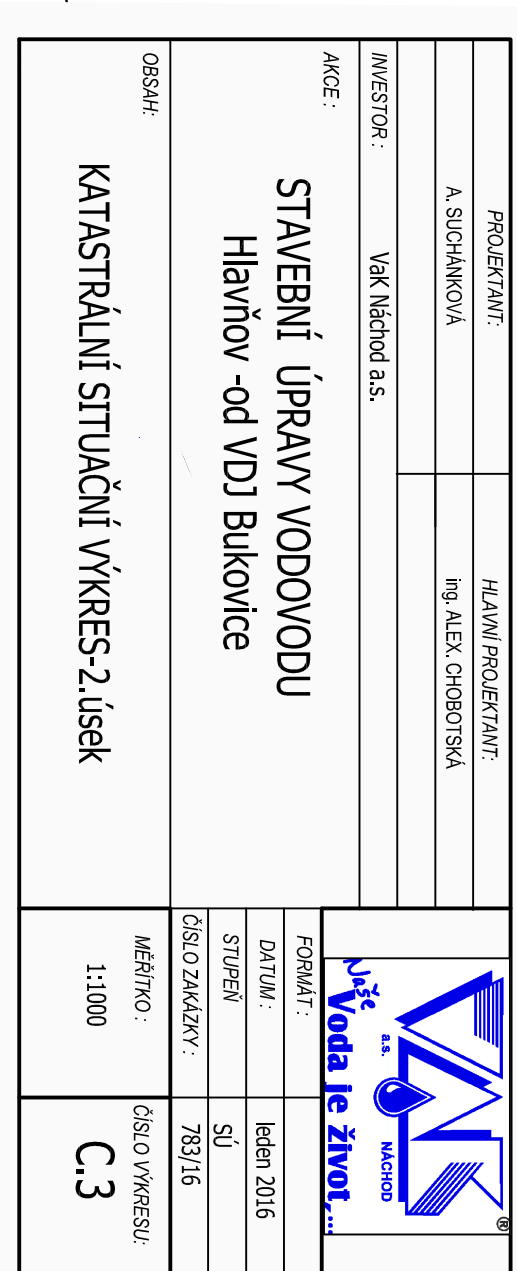 PROJEKTANT:
HLAVNÍ PROJEKTANT:
A. SUCHÁNKOVÁ
ing. ALEX. CHOBOTSKÁ
INVESTOR :
VaK Náchod a.s.
AKCE :
STAVEBNÍ ÚPRAVY VODOVODU
Hlavňov -od VDJ Bukovice
OBSAH:
KATASTRÁLNÍ SITUAČNÍ VÝKRES-2.úsek
VAK
®
a.s.
NÁCHOD
Naše
Voda je život,...
FORMÁT :
DATUM :
leden 2016
STUPEŇ
SÚ
ČÍSLO ZAKÁZKY :
783/16
MĚŘÍTKO :
1:1000
ČÍSLO VÝKRESU:
C.3